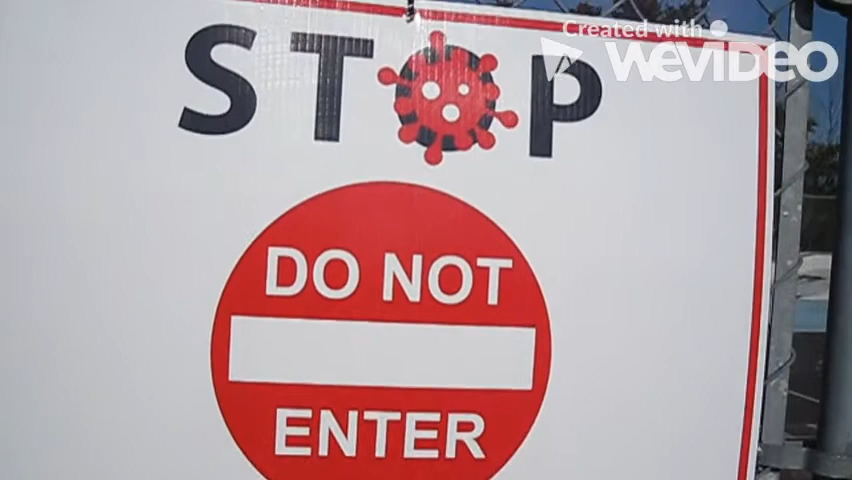 Created with
WEVIDEO
STOP
DO NOT
ENTER